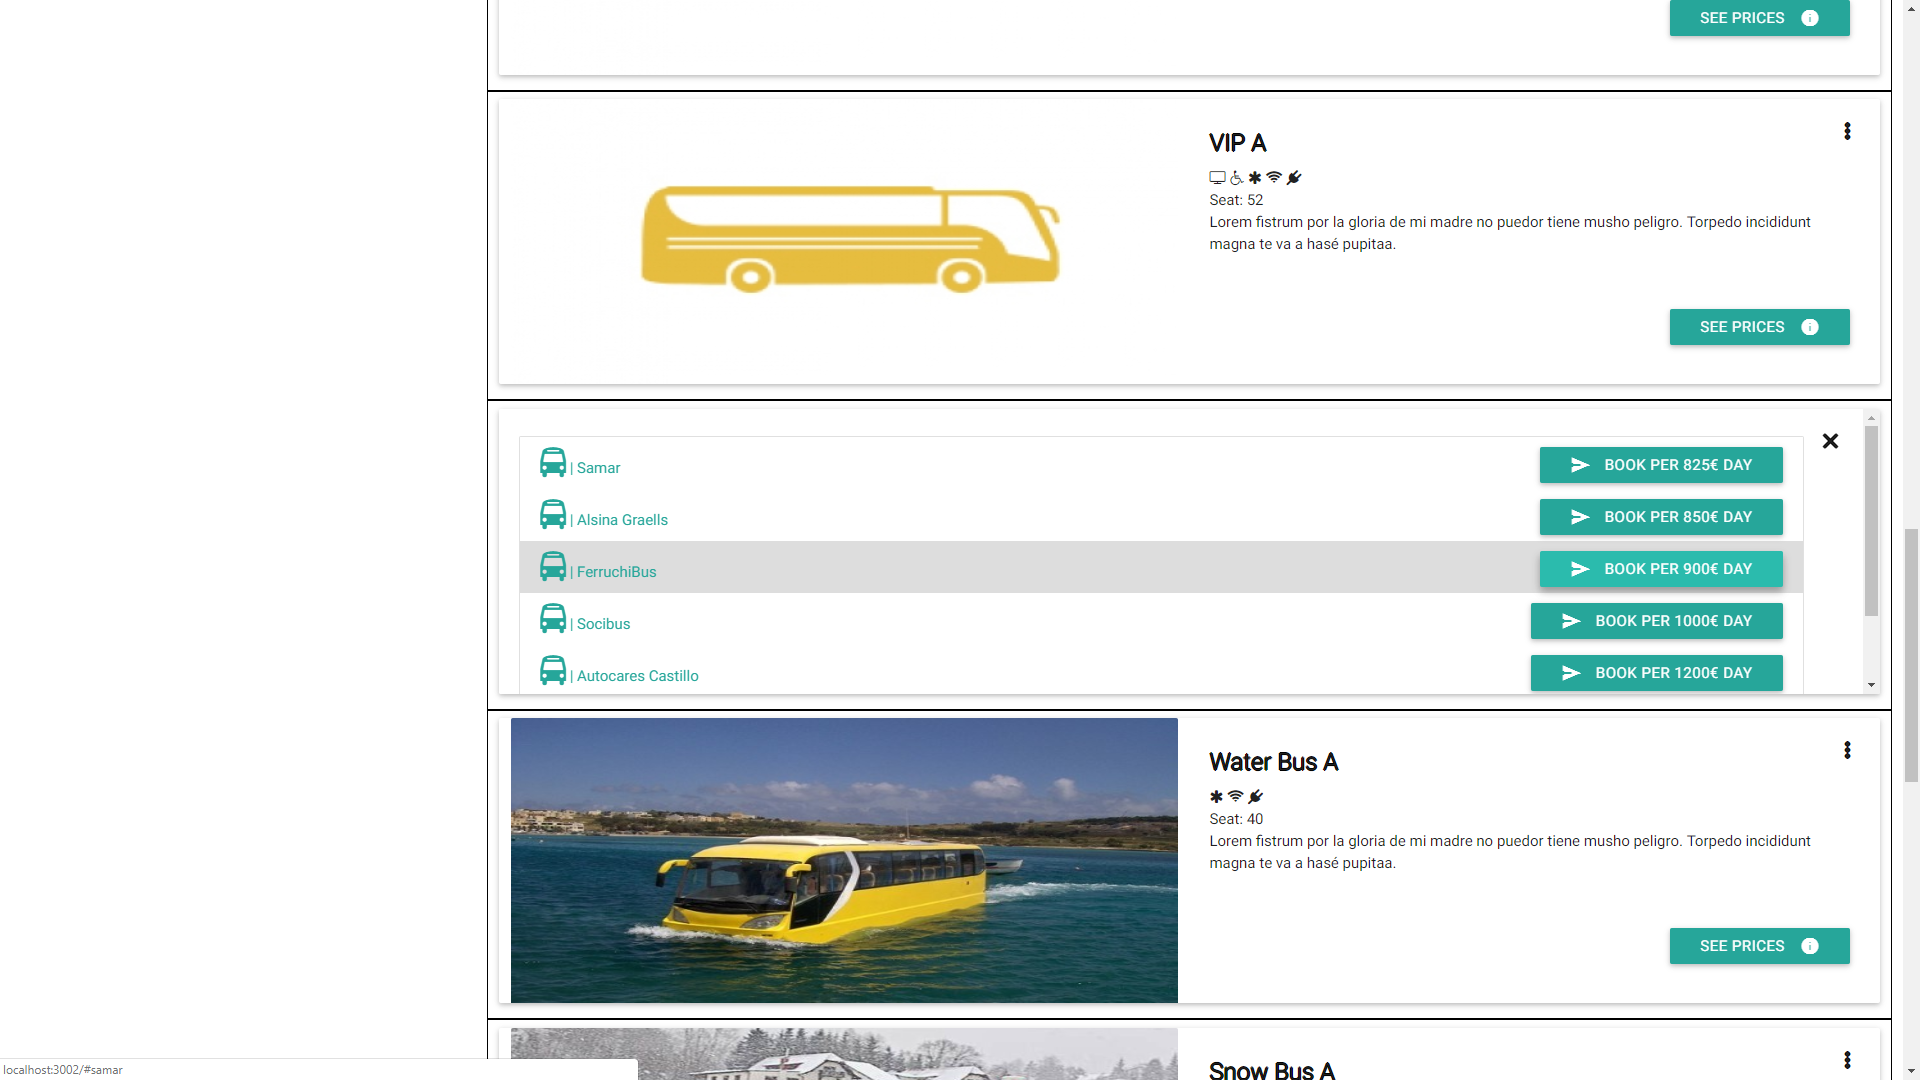 SEE PRICES
VIP A
Seat: 52
Lorem fistrum por la gloria de mi madre no puedor tiene musho peligro. Torpedo incididunt
magna te va a hasé pupitaa.
SEE PRICES
| Samar
BOOK PER 825€ DAY
| Alsina Graells
BOOK PER 850€ DAY
| FerruchiBus
BOOK PER 900€ DAY
| Socibus
BOOK PER 1000€ DAY
| Autocares Castillo
BOOK PER 1200€ DAY
Water Bus A
Seat: 40
Lorem fistrum por la gloria de mi madre no puedor tiene musho peligro. Torpedo incididunt
magna te va a hasé pupitaa.
SEE PRICES
Snow Bus A
localhost:3002/#samar